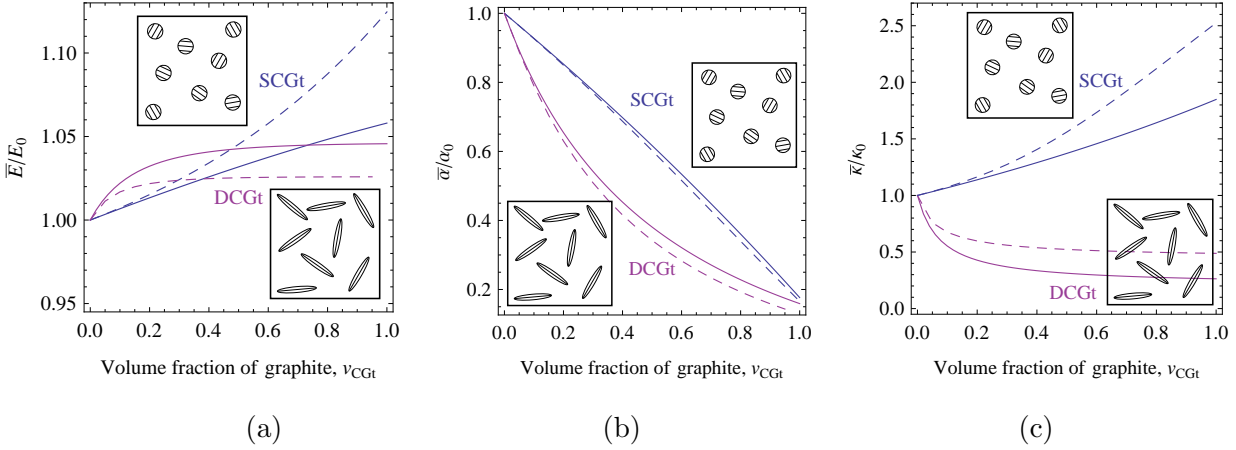 E̅/E₀
1.10
1.05
1.00
0.95
SCGt
DCGt
0.0 0.2 0.4 0.6 0.8 1.0
Volume fraction of graphite, vCGt
(a)
α̅/α₀
1.0
0.8
0.6
0.4
0.2
SCGt
DCGt
0.0 0.2 0.4 0.6 0.8 1.0
Volume fraction of graphite, vCGt
(b)
κ̅/κ₀
2.5
2.0
1.5
1.0
0.5
0.0
SCGt
DCGt
0.0 0.2 0.4 0.6 0.8 1.0
Volume fraction of graphite, vCGt
(c)